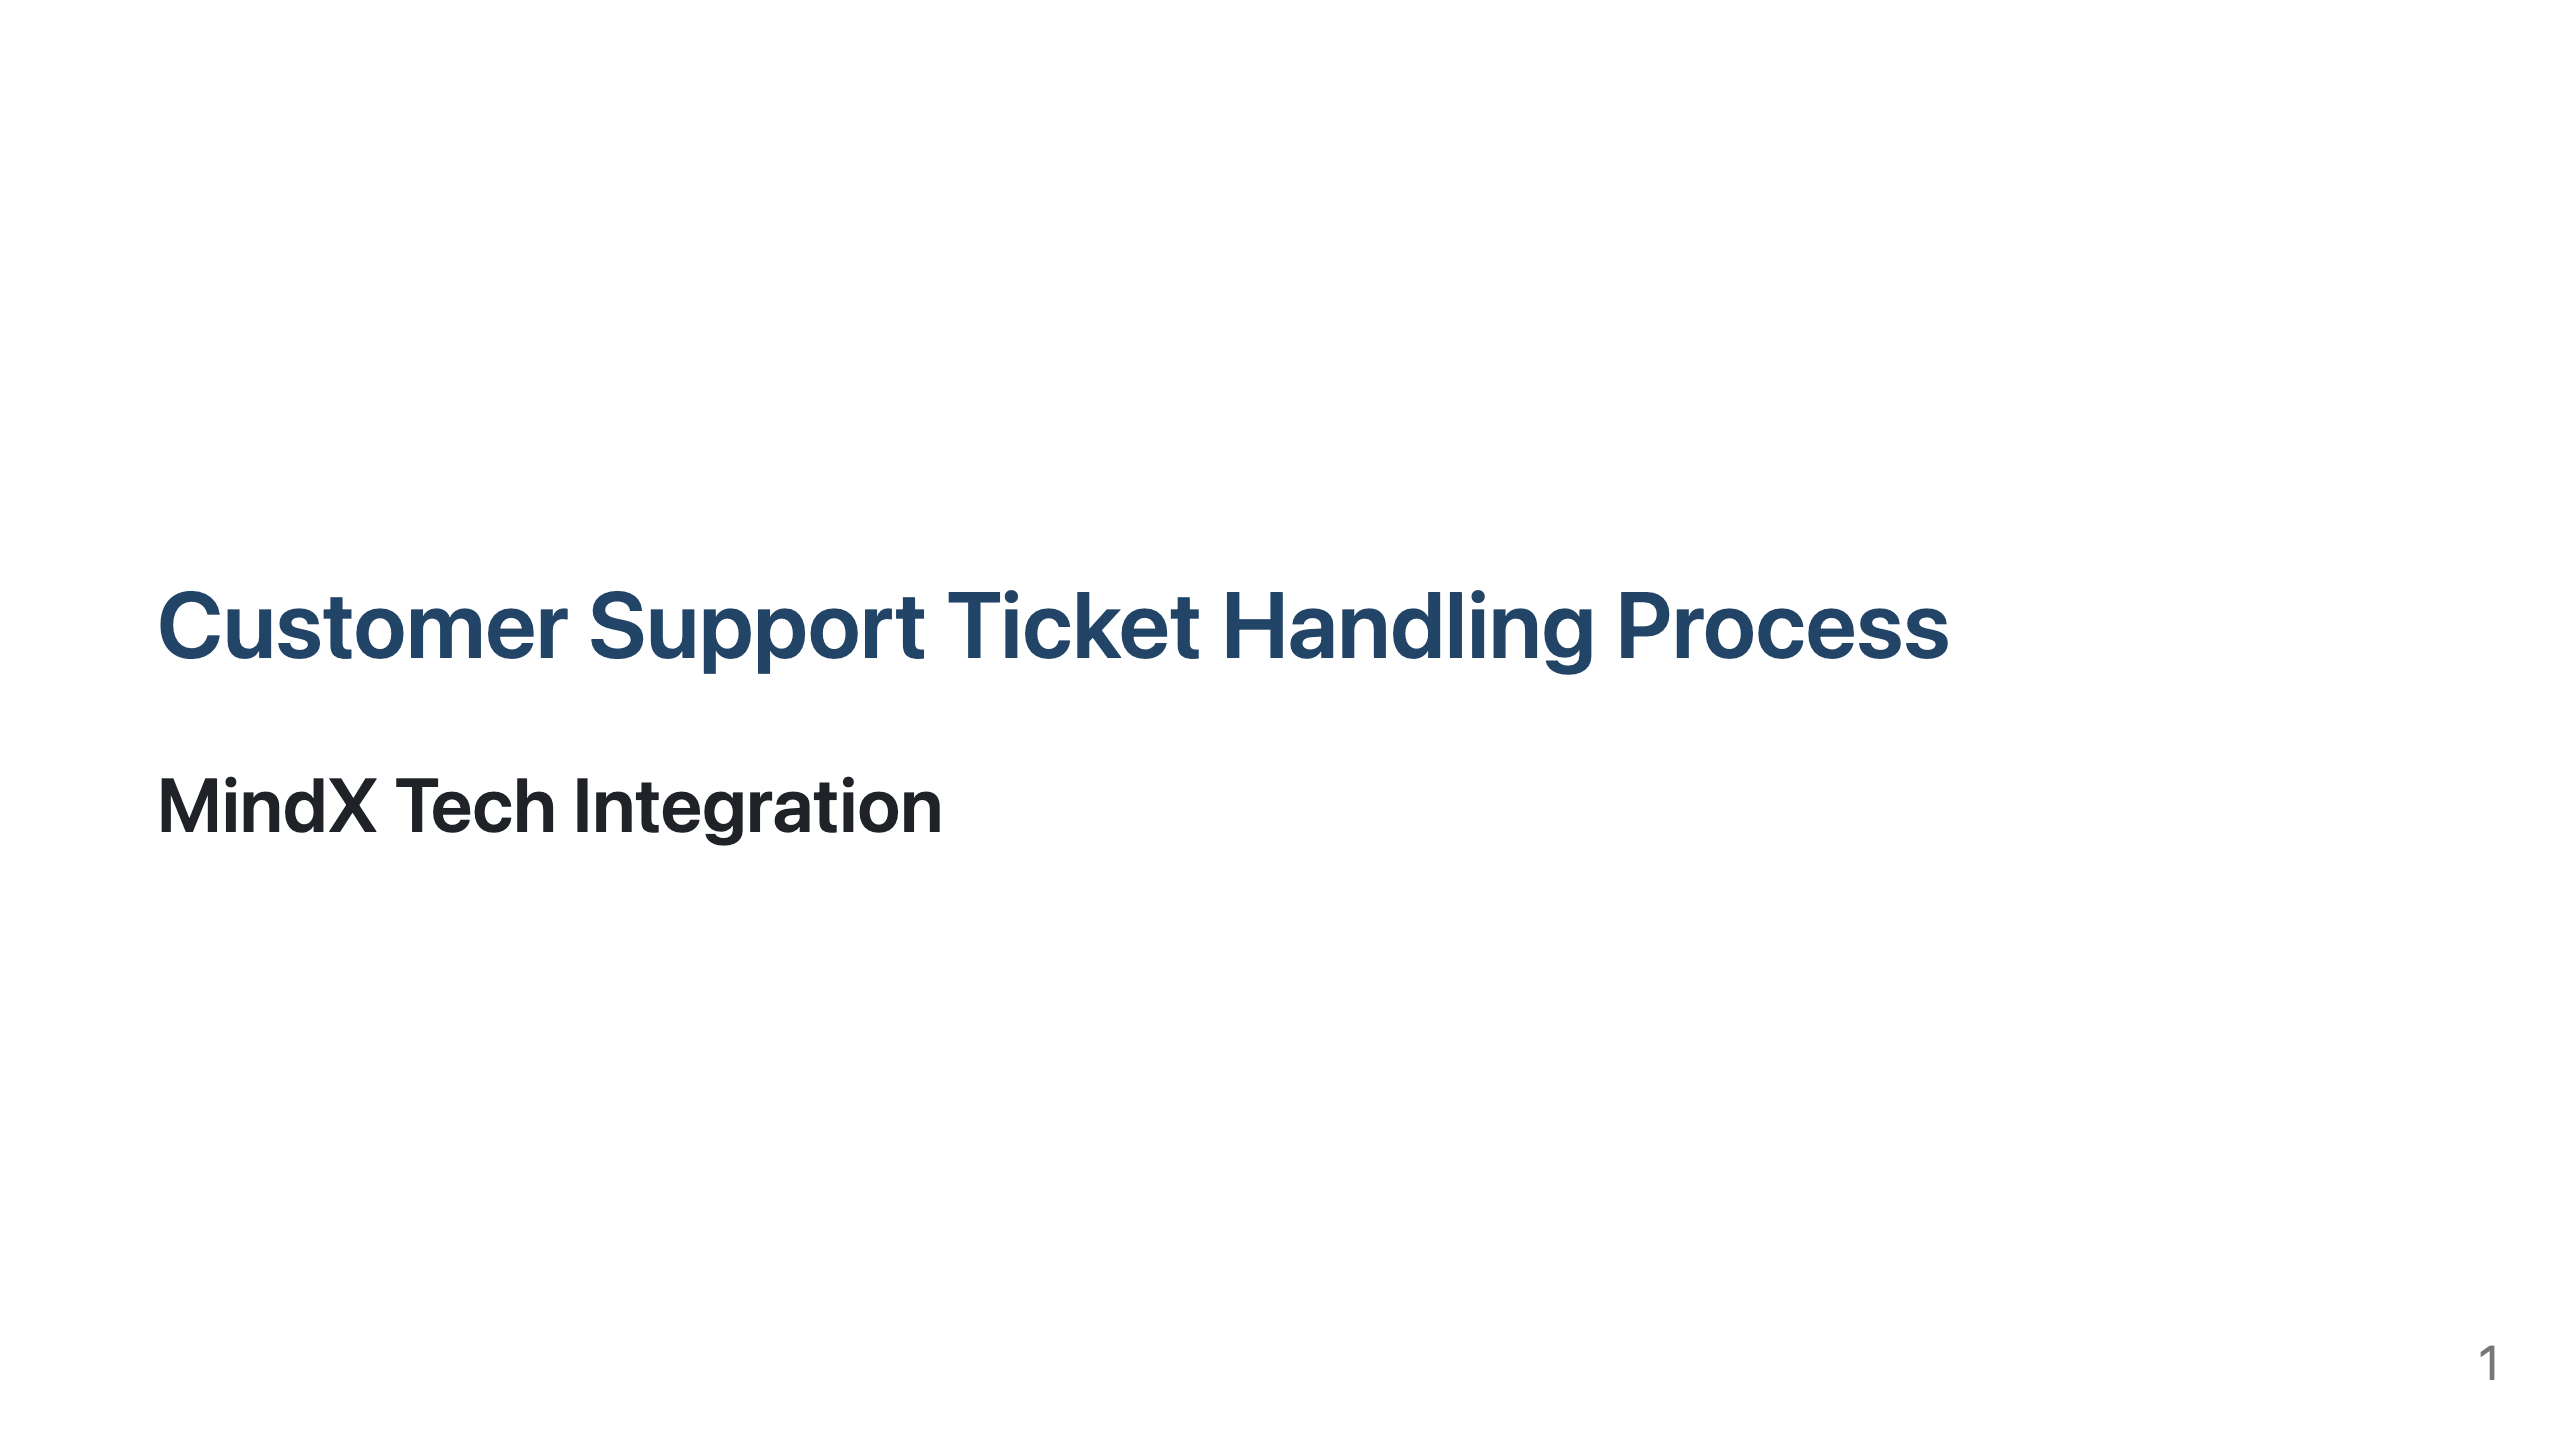 Customer Support Ticket Handling Process
MindX Tech Integration
1